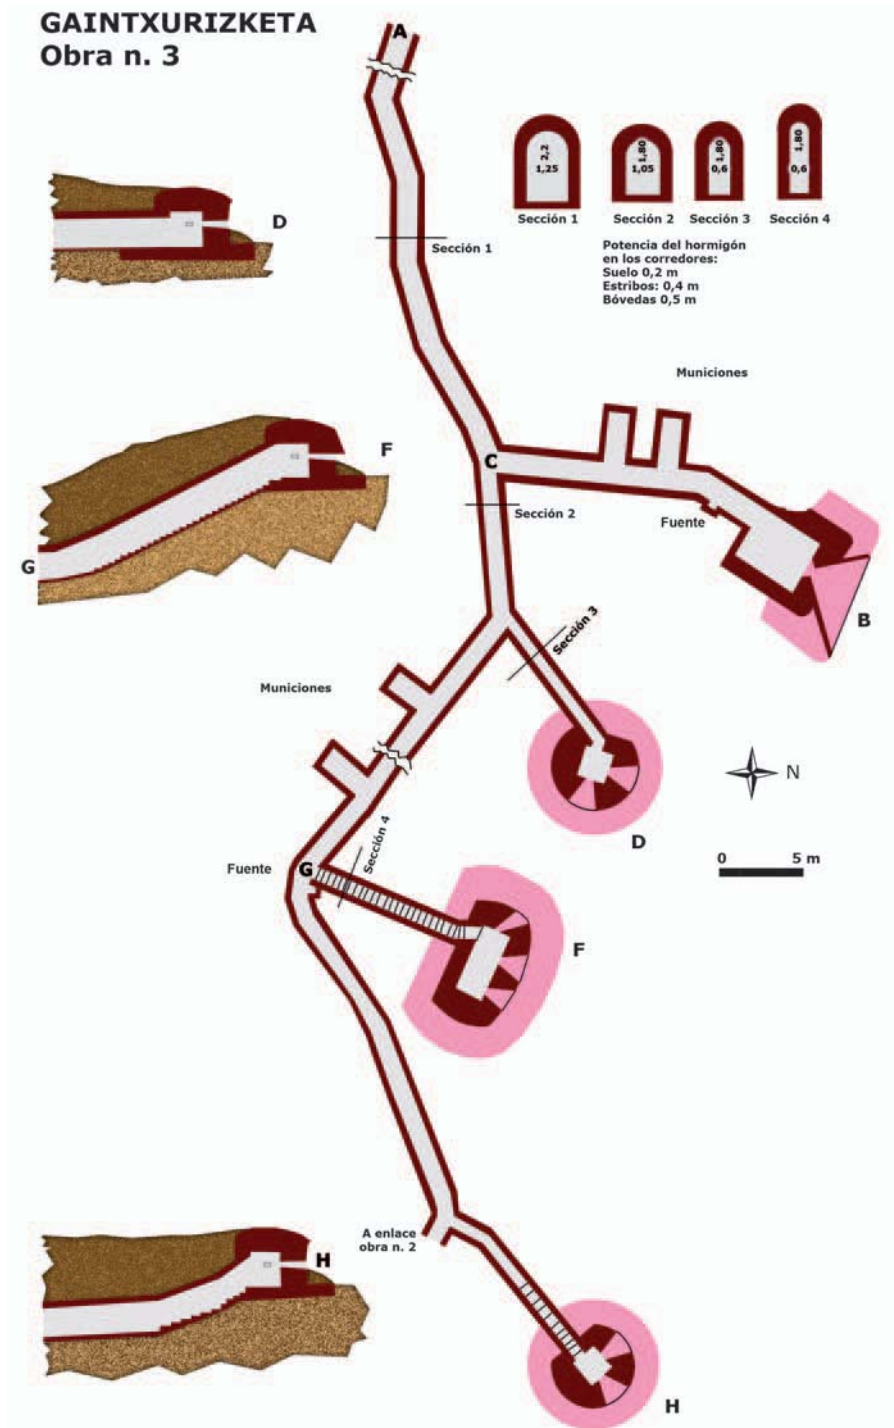 GAINTXURIZKETA
Obra n. 3
A
2,2
1,25
1,80
1,05
1,80
0,6
1,80
0,6
Sección 1
Sección 2
Sección 3
Sección 4
Potencia del hormigón
en los corredores:
Suelo 0,2 m
Estribos: 0,4 m
Bóvedas 0,5 m
D
Sección 1
Municiones
F
C
Sección 2
Fuente
G
B
Sección 3
Municiones
N
D
0 5 m
Sección 4
Fuente
G
F
A enlace
obra n. 2
H
H